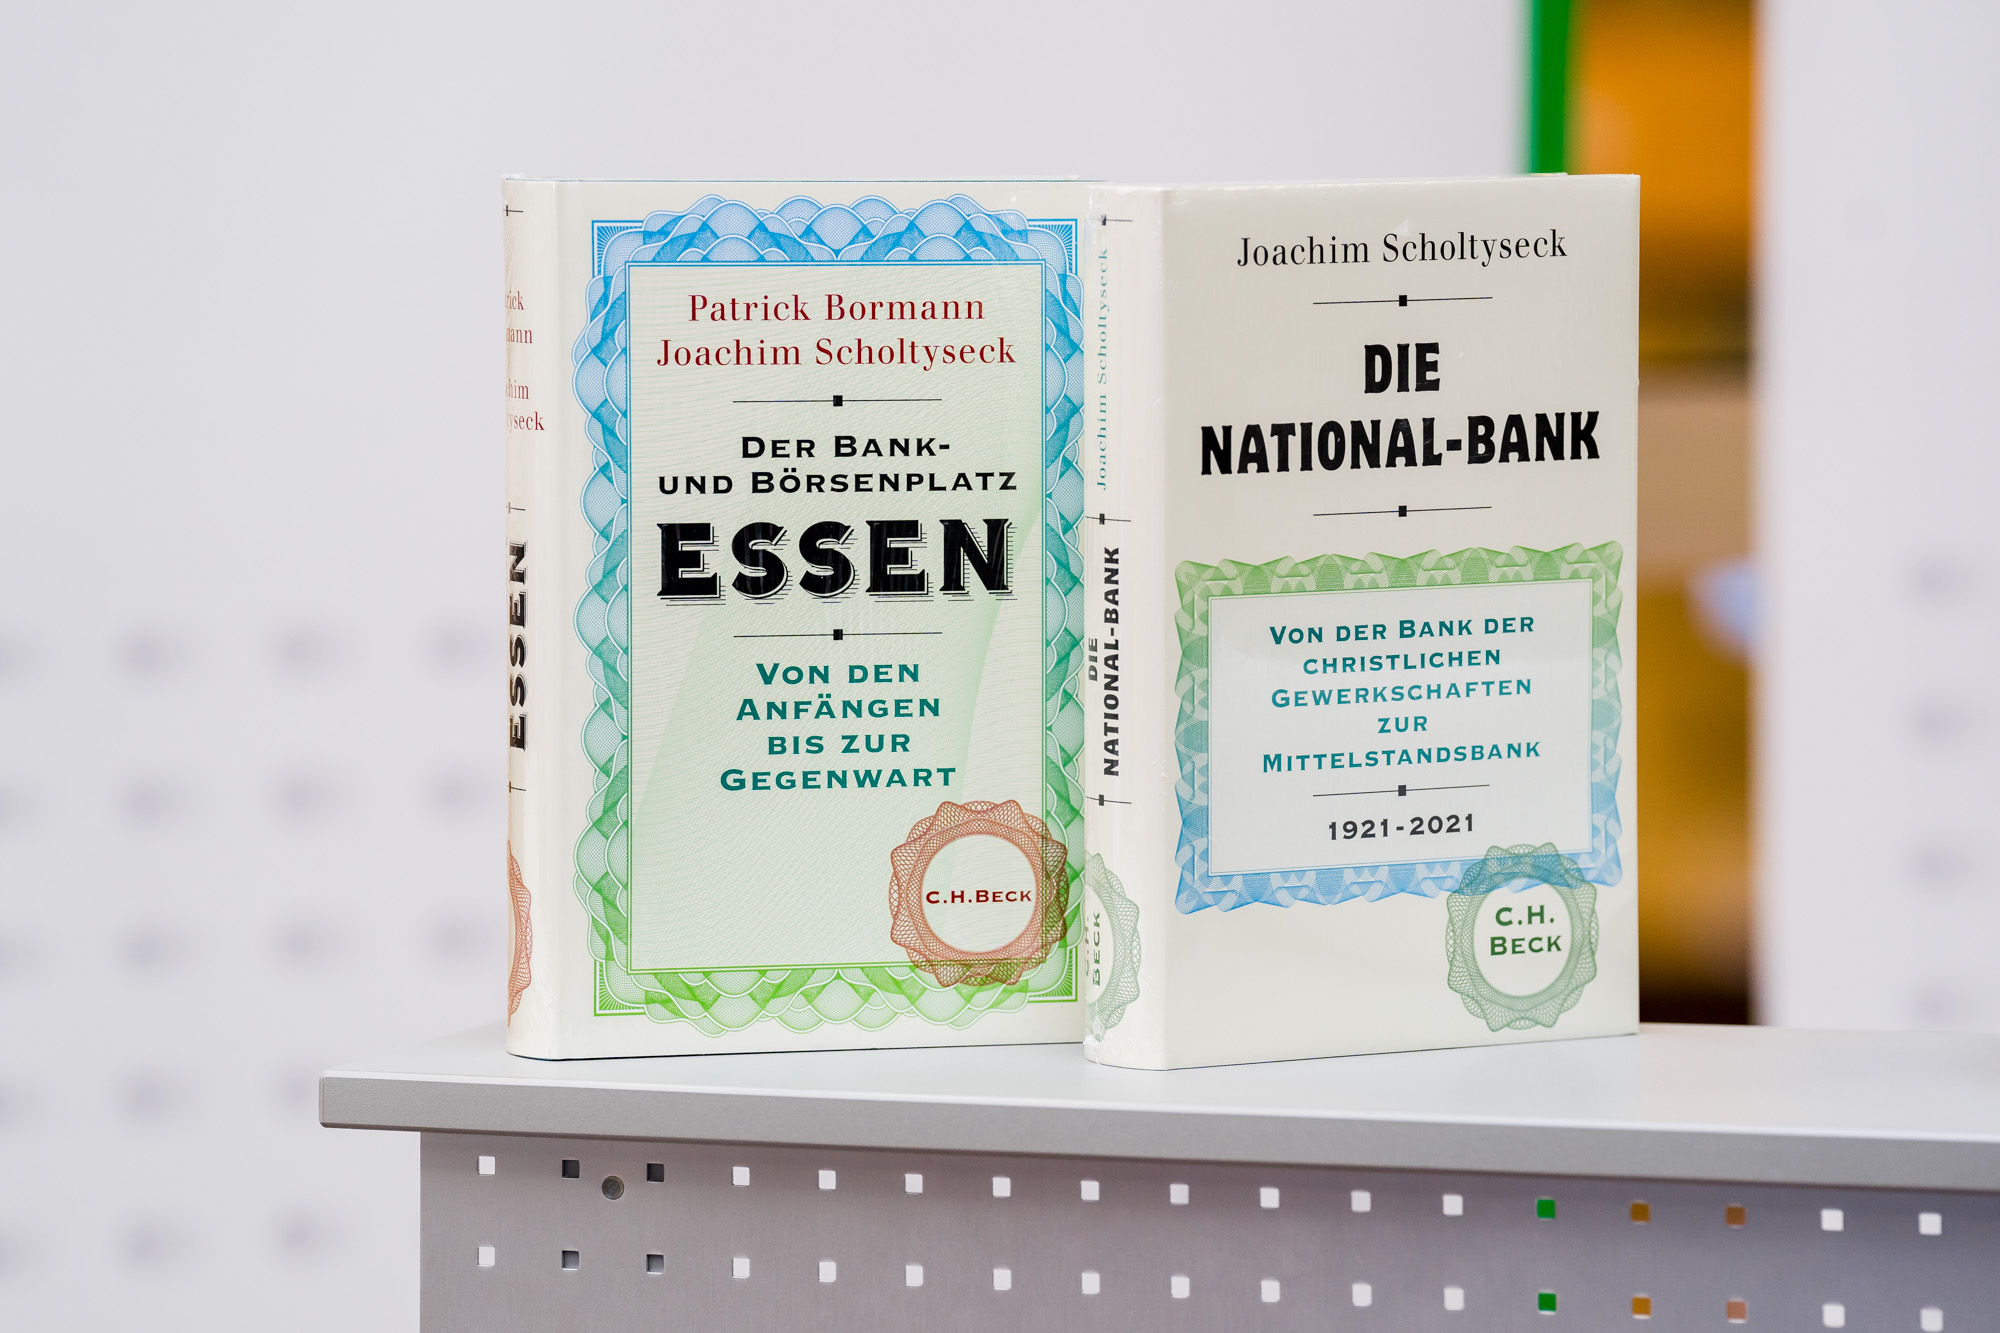 Patrick Bormann
Joachim Scholtyseck
DER BANK-
UND BÖRSENPLATZ
ESSEN
VON DEN
ANFÄNGEN
BIS ZUR
GEGENWART
C.H.BECK
ESSEN
Joachim Scholtyseck
DIE
NATIONAL-BANK
C.H.
BECK
Joachim Scholtyseck
DIE
NATIONAL-BANK
VON DER BANK DER
CHRISTLICHEN
GEWERKSCHAFTEN
ZUR
MITTELSTANDSBANK
1921-2021
C.H.
BECK